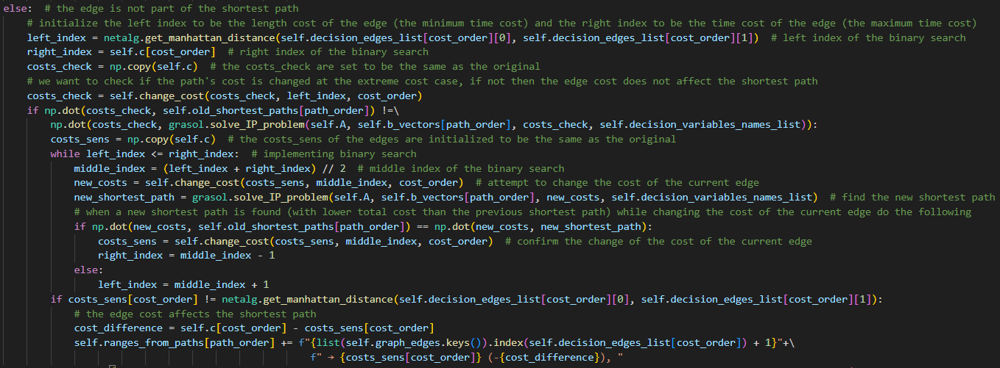 else:  # the edge is not part of the shortest path
    # initialize the left index to be the length cost of the edge (the minimum time cost) and the right index to be the time cost of the edge (the maximum time cost)
    left_index = netalg.get_manhattan_distance(self.decision_edges_list[cost_order][0], self.decision_edges_list[cost_order][1])  # left index of the binary search
    right_index = self.c[cost_order]  # right index of the binary search
    costs_check = np.copy(self.c)  # the costs_check are set to be the same as the original
    # we want to check if the path's cost is changed at the extreme cost case, if not then the edge cost does not affect the shortest path
    costs_check = self.change_cost(costs_check, left_index, cost_order)
    if np.dot(costs_check, self.old_shortest_paths[path_order]) !=\
        np.dot(costs_check, grasol.solve_IP_problem(self.A, self.b_vectors[path_order], costs_check, self.decision_variables_names_list)):
        costs_sens = np.copy(self.c)  # the costs_sens of the edges are initialized to be the same as the original
        while left_index <= right_index:  # implementing binary search
            middle_index = (left_index + right_index) // 2  # middle index of the binary search
            new_costs = self.change_cost(costs_sens, middle_index, cost_order)  # attempt to change the cost of the current edge
            new_shortest_path = grasol.solve_IP_problem(self.A, self.b_vectors[path_order], new_costs, self.decision_variables_names_list)  # find the new shortest path
            # when a new shortest path is found (with lower total cost than the previous shortest path) while changing the cost of the current edge do the following
            if np.dot(new_costs, self.old_shortest_paths[path_order]) == np.dot(new_costs, new_shortest_path):
                costs_sens = self.change_cost(costs_sens, middle_index, cost_order)  # confirm the change of the cost of the current edge
                right_index = middle_index - 1
            else:
                left_index = middle_index + 1
        if costs_sens[cost_order] != netalg.get_manhattan_distance(self.decision_edges_list[cost_order][0], self.decision_edges_list[cost_order][1]):
            # the edge cost affects the shortest path
            cost_difference = self.c[cost_order] - costs_sens[cost_order]
            self.ranges_from_paths[path_order] += f"{list(self.graph_edges.keys()).index(self.decision_edges_list[cost_order]) + 1}"+\
                                                    f" → {costs_sens[cost_order]} (-{cost_difference}), "